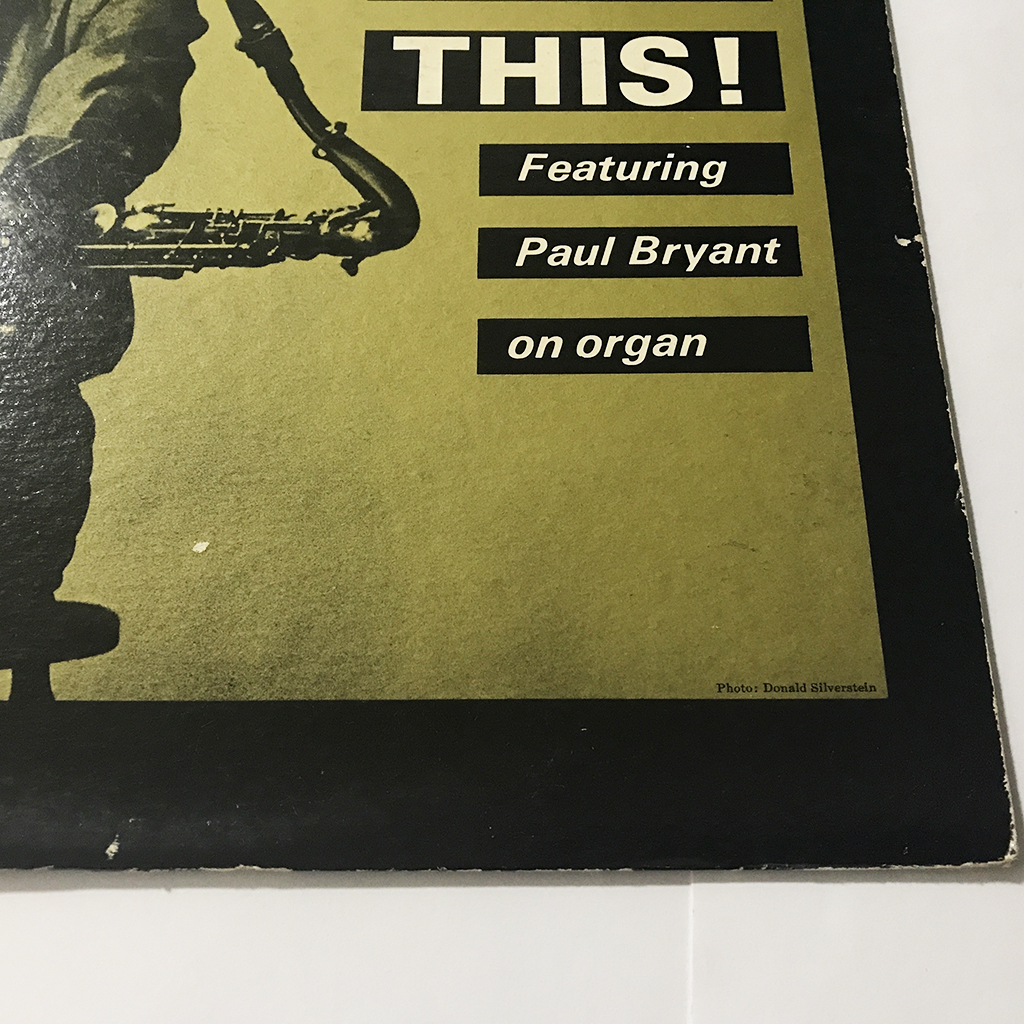 THIS!
Featuring
Paul Bryant
on organ
Photo: Donald Silverstein